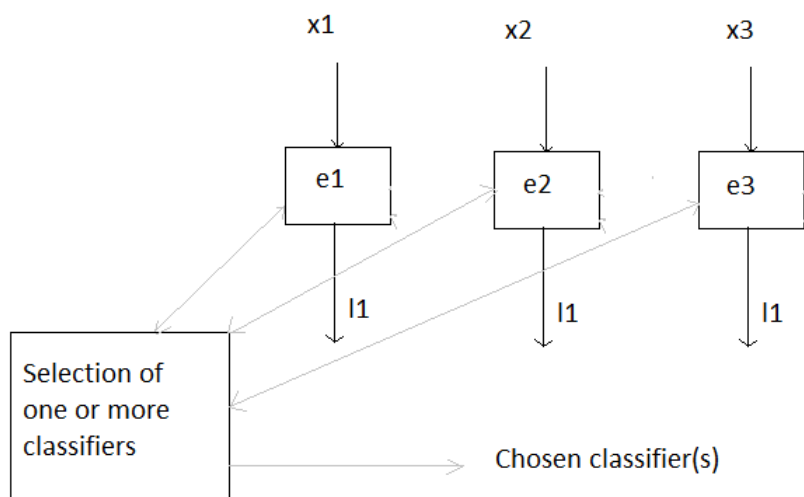 x1
x2
x3
e1
e2
e3
l1
l1
l1
Selection of
one or more
classifiers
Chosen classifier(s)